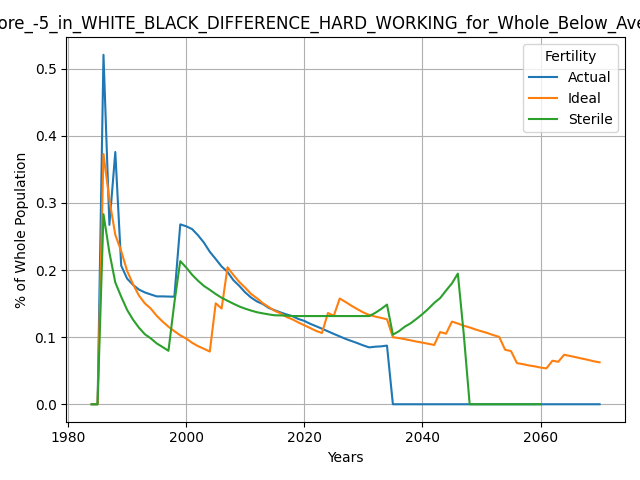 ore_-5_in_WHITE_BLACK_DIFFERENCE_HARD_WORKING_for_Whole_Below_Ave
Fertility
Actual
Ideal
Sterile
% of Whole Population
0.5
0.4
0.3
0.2
0.1
0.0
1980 2000 2020 2040 2060
Years